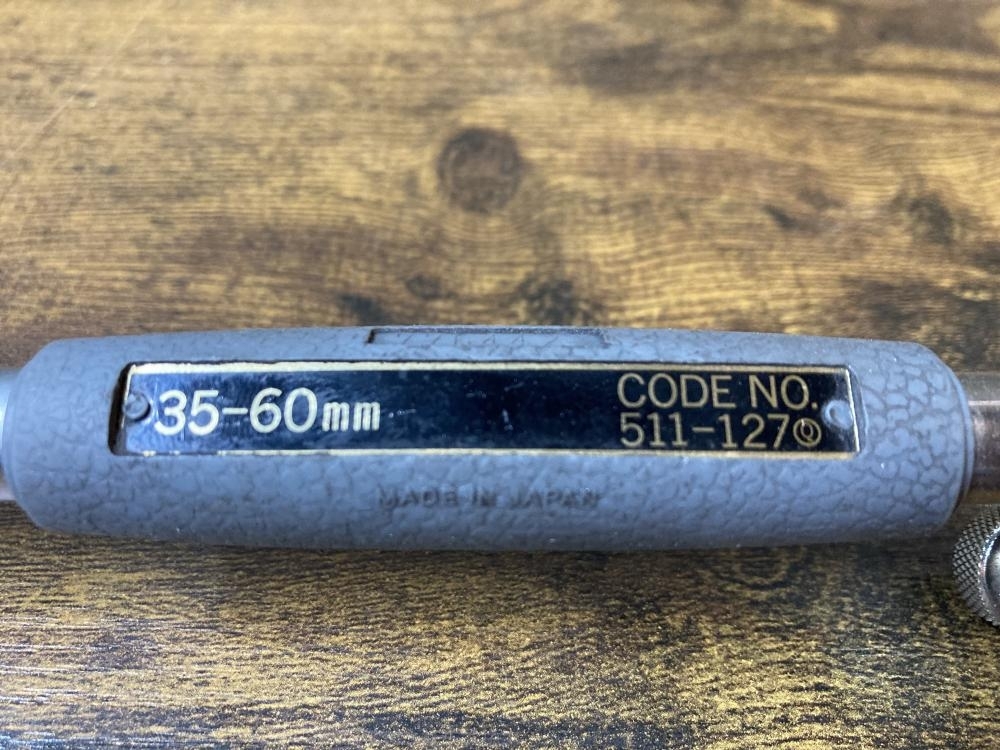 35-60mm
CODE NO.
511-127
MADE IN JAPAN